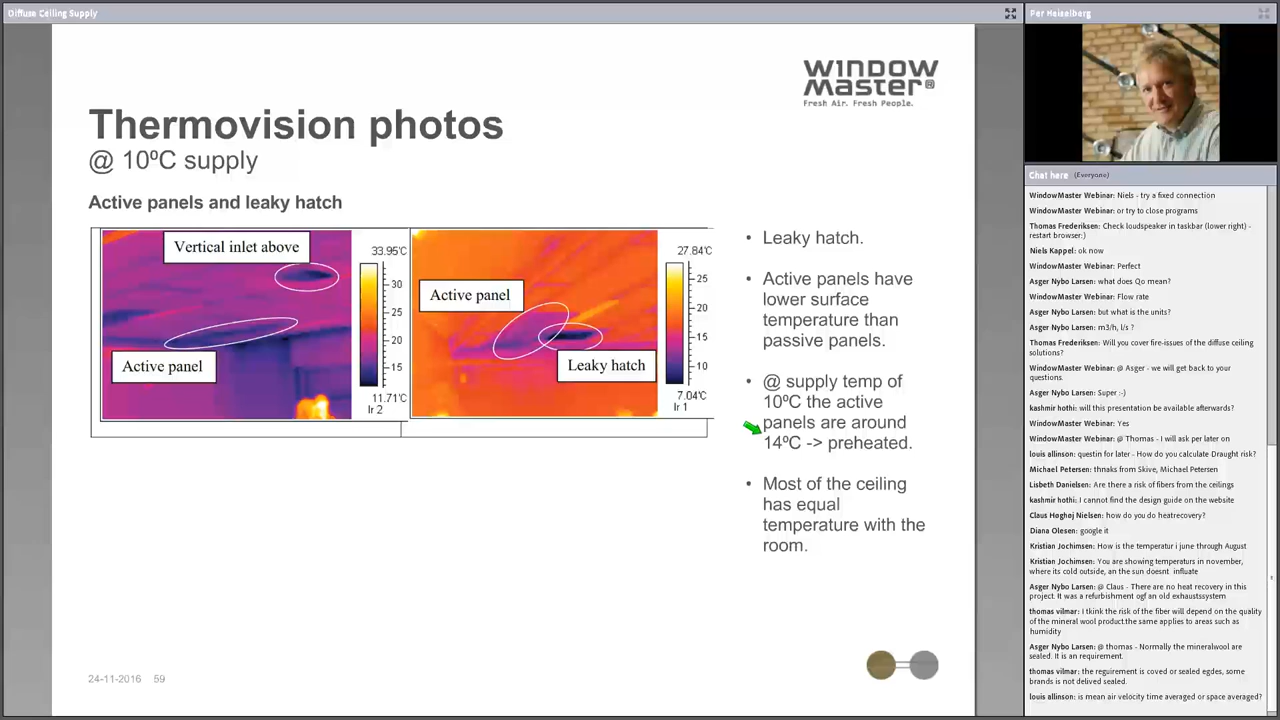 Diffuse Ceiling Supply
WINDOW
Master
Fresh Air. Fresh People.
Thermovision photos
@ 10ºC supply
Active panels and leaky hatch
Vertical inlet above
Active panel
33.95℃
30
25
20
15
11.71℃
Ir 2
Active panel
Leaky hatch
27.84℃
25
20
15
10
7.04℃
Ir 1
• Leaky hatch.
• Active panels have
lower surface
temperature than
passive panels.
• @ supply temp of
10ºC the active
panels are around
14ºC -> preheated.
• Most of the ceiling
has equal
temperature with the
room.
24-11-2016 59
Per Heiselberg
Chat here (Everyone)
WindowMaster Webinar: Niels - try a fixed connection
WindowMaster Webinar: or try to close programs
Thomas Frederiksen: Check loudspeaker in taskbar (lower right) -
restart browser:)
Niels Kappel: ok now
WindowMaster Webinar: Perfect
Asger Nybo Larsen: what does Qo mean?
WindowMaster Webinar: Flow rate
Asger Nybo Larsen: but what is the units?
Asger Nybo Larsen: m3/h, l/s ?
Thomas Frederiksen: Will you cover fire-issues of the diffuse ceiling
solutions?
WindowMaster Webinar: @ Asger - we will get back to your
questions.
Asger Nybo Larsen: Super :-)
kashmir hothi: will this presentation be available afterwards?
WindowMaster Webinar: Yes
WindowMaster Webinar: @ Thomas - I will ask per later on
louis allinson: questin for later - How do you calculate Draught risk?
Michael Petersen: thnaks from Skive, Michael Petersen
Lisbeth Danielsen: Are there a risk of fibers from the ceilings
kashmir hothi: I cannot find the design guide on the website
Claus Høghøj Nielsen: how do you do heatrecovery?
Diana Olesen: google it
Kristian Jochimsen: How is the temperatur i june through August
Kristian Jochimsen: You are showing temperaturs in november,
where its cold outside, an the sun doesnt influate
Asger Nybo Larsen: @ Claus - There are no heat recovery in this
project. It was a refurbishment ogf an old exhaustssystem
thomas vilmar: I tkink the risk of the fiber will depend on the quality
of the mineral wool product.the same applies to areas such as
humidity
Asger Nybo Larsen: @ thomas - Normally the mineralwool are
sealed. It is an requirement.
thomas vilmar: the reguirement is coved or sealed egdes, some
brands is not delived sealed.
louis allinson: is mean air velocity time averaged or space averaged?